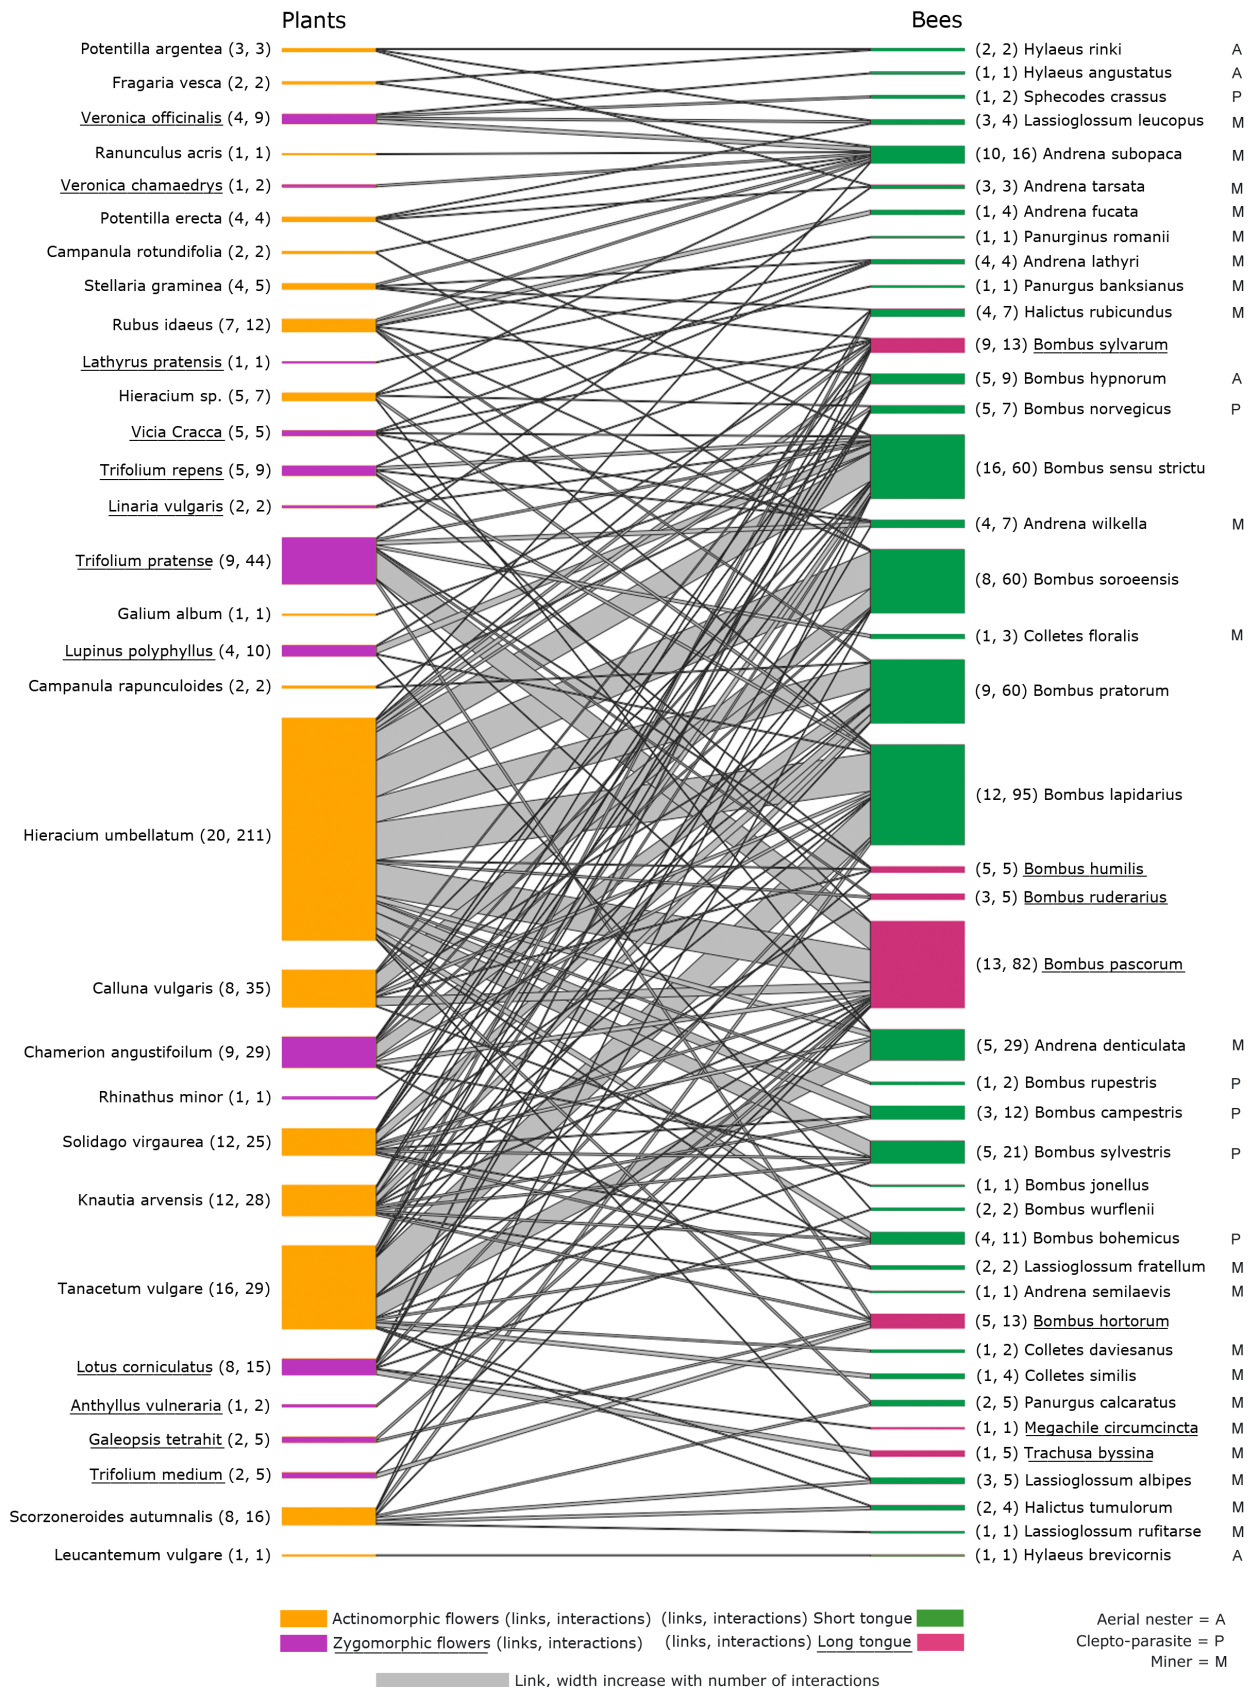 Plants
Bees
Potentilla argentea (3, 3)
Fragaria vesca (2, 2)
Veronica officinalis (4, 9)
Ranunculus acris (1, 1)
Veronica chamaedrys (1, 2)
Potentilla erecta (4, 4)
Campanula rotundifolia (2, 2)
Stellaria graminea (4, 5)
Rubus idaeus (7, 12)
Lathyrus pratensis (1, 1)
Hieracium sp. (5, 7)
Vicia Cracca (5, 5)
Trifolium repens (5, 9)
Linaria vulgaris (2, 2)
Trifolium pratense (9, 44)
Galium album (1, 1)
Lupinus polyphyllus (4, 10)
Campanula rapunculoides (2, 2)
Hieracium umbellatum (20, 211)
Calluna vulgaris (8, 35)
Chamerion angustifoilum (9, 29)
Rhinathus minor (1, 1)
Solidago virgaurea (12, 25)
Knautia arvensis (12, 28)
Tanacetum vulgare (16, 29)
Lotus corniculatus (8, 15)
Anthyllus vulneraria (1, 2)
Galeopsis tetrahit (2, 5)
Trifolium medium (2, 5)
Scorzoneroides autumnalis (8, 16)
Leucantemum vulgare (1, 1)
(2, 2) Hylaeus rinki A
(1, 1) Hylaeus angustatus A
(1, 2) Sphecodes crassus P
(3, 4) Lassioglossum leucopus M
(10, 16) Andrena subopaca M
(3, 3) Andrena tarsata M
(1, 4) Andrena fucata M
(1, 1) Panurginus romanii M
(4, 4) Andrena lathyri M
(1, 1) Panurgus banksianus M
(4, 7) Halictus rubicundus M
(9, 13) Bombus sylvarum
(5, 9) Bombus hypnorum A
(5, 7) Bombus norvegicus P
(16, 60) Bombus sensu strictu
(4, 7) Andrena wilkella M
(8, 60) Bombus soroeensis
(1, 3) Colletes floralis M
(9, 60) Bombus pratorum
(12, 95) Bombus lapidarius
(5, 5) Bombus humilis
(3, 5) Bombus ruderarius
(13, 82) Bombus pascorum
(5, 29) Andrena denticulata M
(1, 2) Bombus rupestris P
(3, 12) Bombus campestris P
(5, 21) Bombus sylvestris P
(1, 1) Bombus jonellus
(2, 2) Bombus wurflenii
(4, 11) Bombus bohemicus P
(2, 2) Lassioglossum fratellum M
(1, 1) Andrena semilaevis M
(5, 13) Bombus hortorum
(1, 2) Colletes daviesanus M
(1, 4) Colletes similis M
(2, 5) Panurgus calcaratus M
(1, 1) Megachile circumcincta M
(1, 5) Trachusa byssina M
(3, 5) Lassioglossum albipes M
(2, 4) Halictus tumulorum M
(1, 1) Lassioglossum rufitarse M
(1, 1) Hylaeus brevicornis A
Actinomorphic flowers (links, interactions)
Zygomorphic flowers (links, interactions)
(links, interactions) Short tongue
(links, interactions) Long tongue
Link, width increase with number of interactions
Aerial nester = A
Clepto-parasite = P
Miner = M